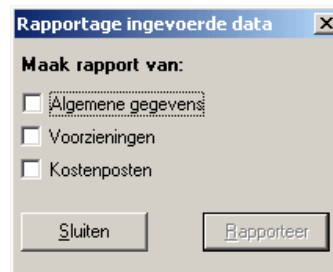 Rapportage ingevoerde data
Maak rapport van:
Algemene gegevens
Voorzieningen
Kostenposten
Sluiten
Rapporteer